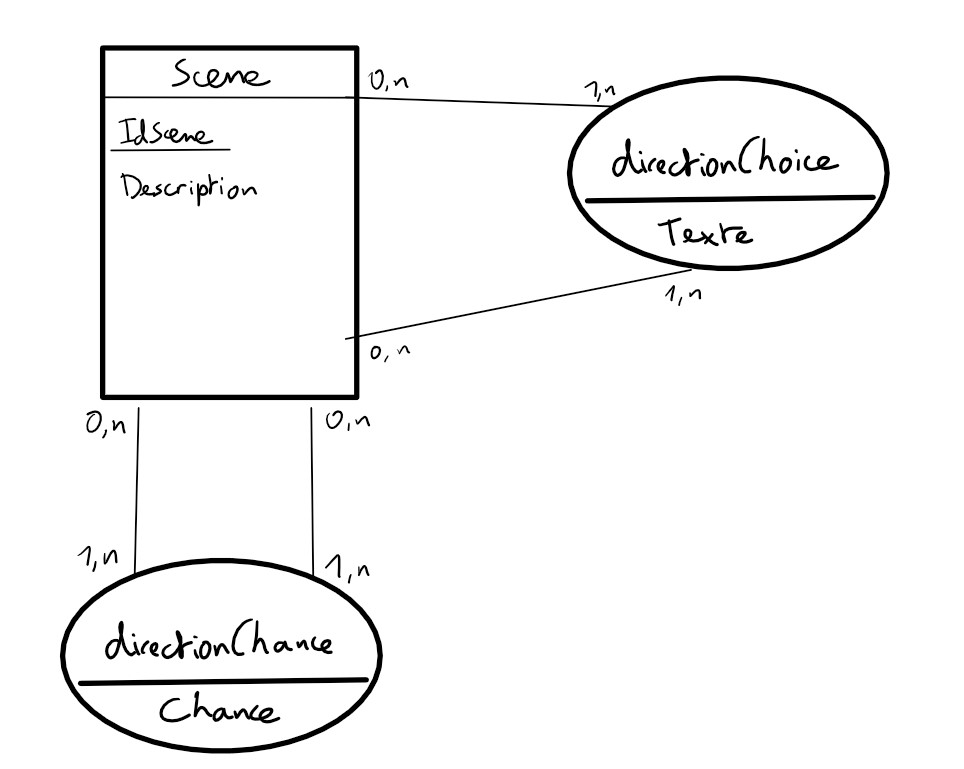 Scene
0,n
1,n
IdScene
directionChoice
Description
Texte
1,n
0,n
0,n
0,n
1,n
1,n
directionChance
Chance